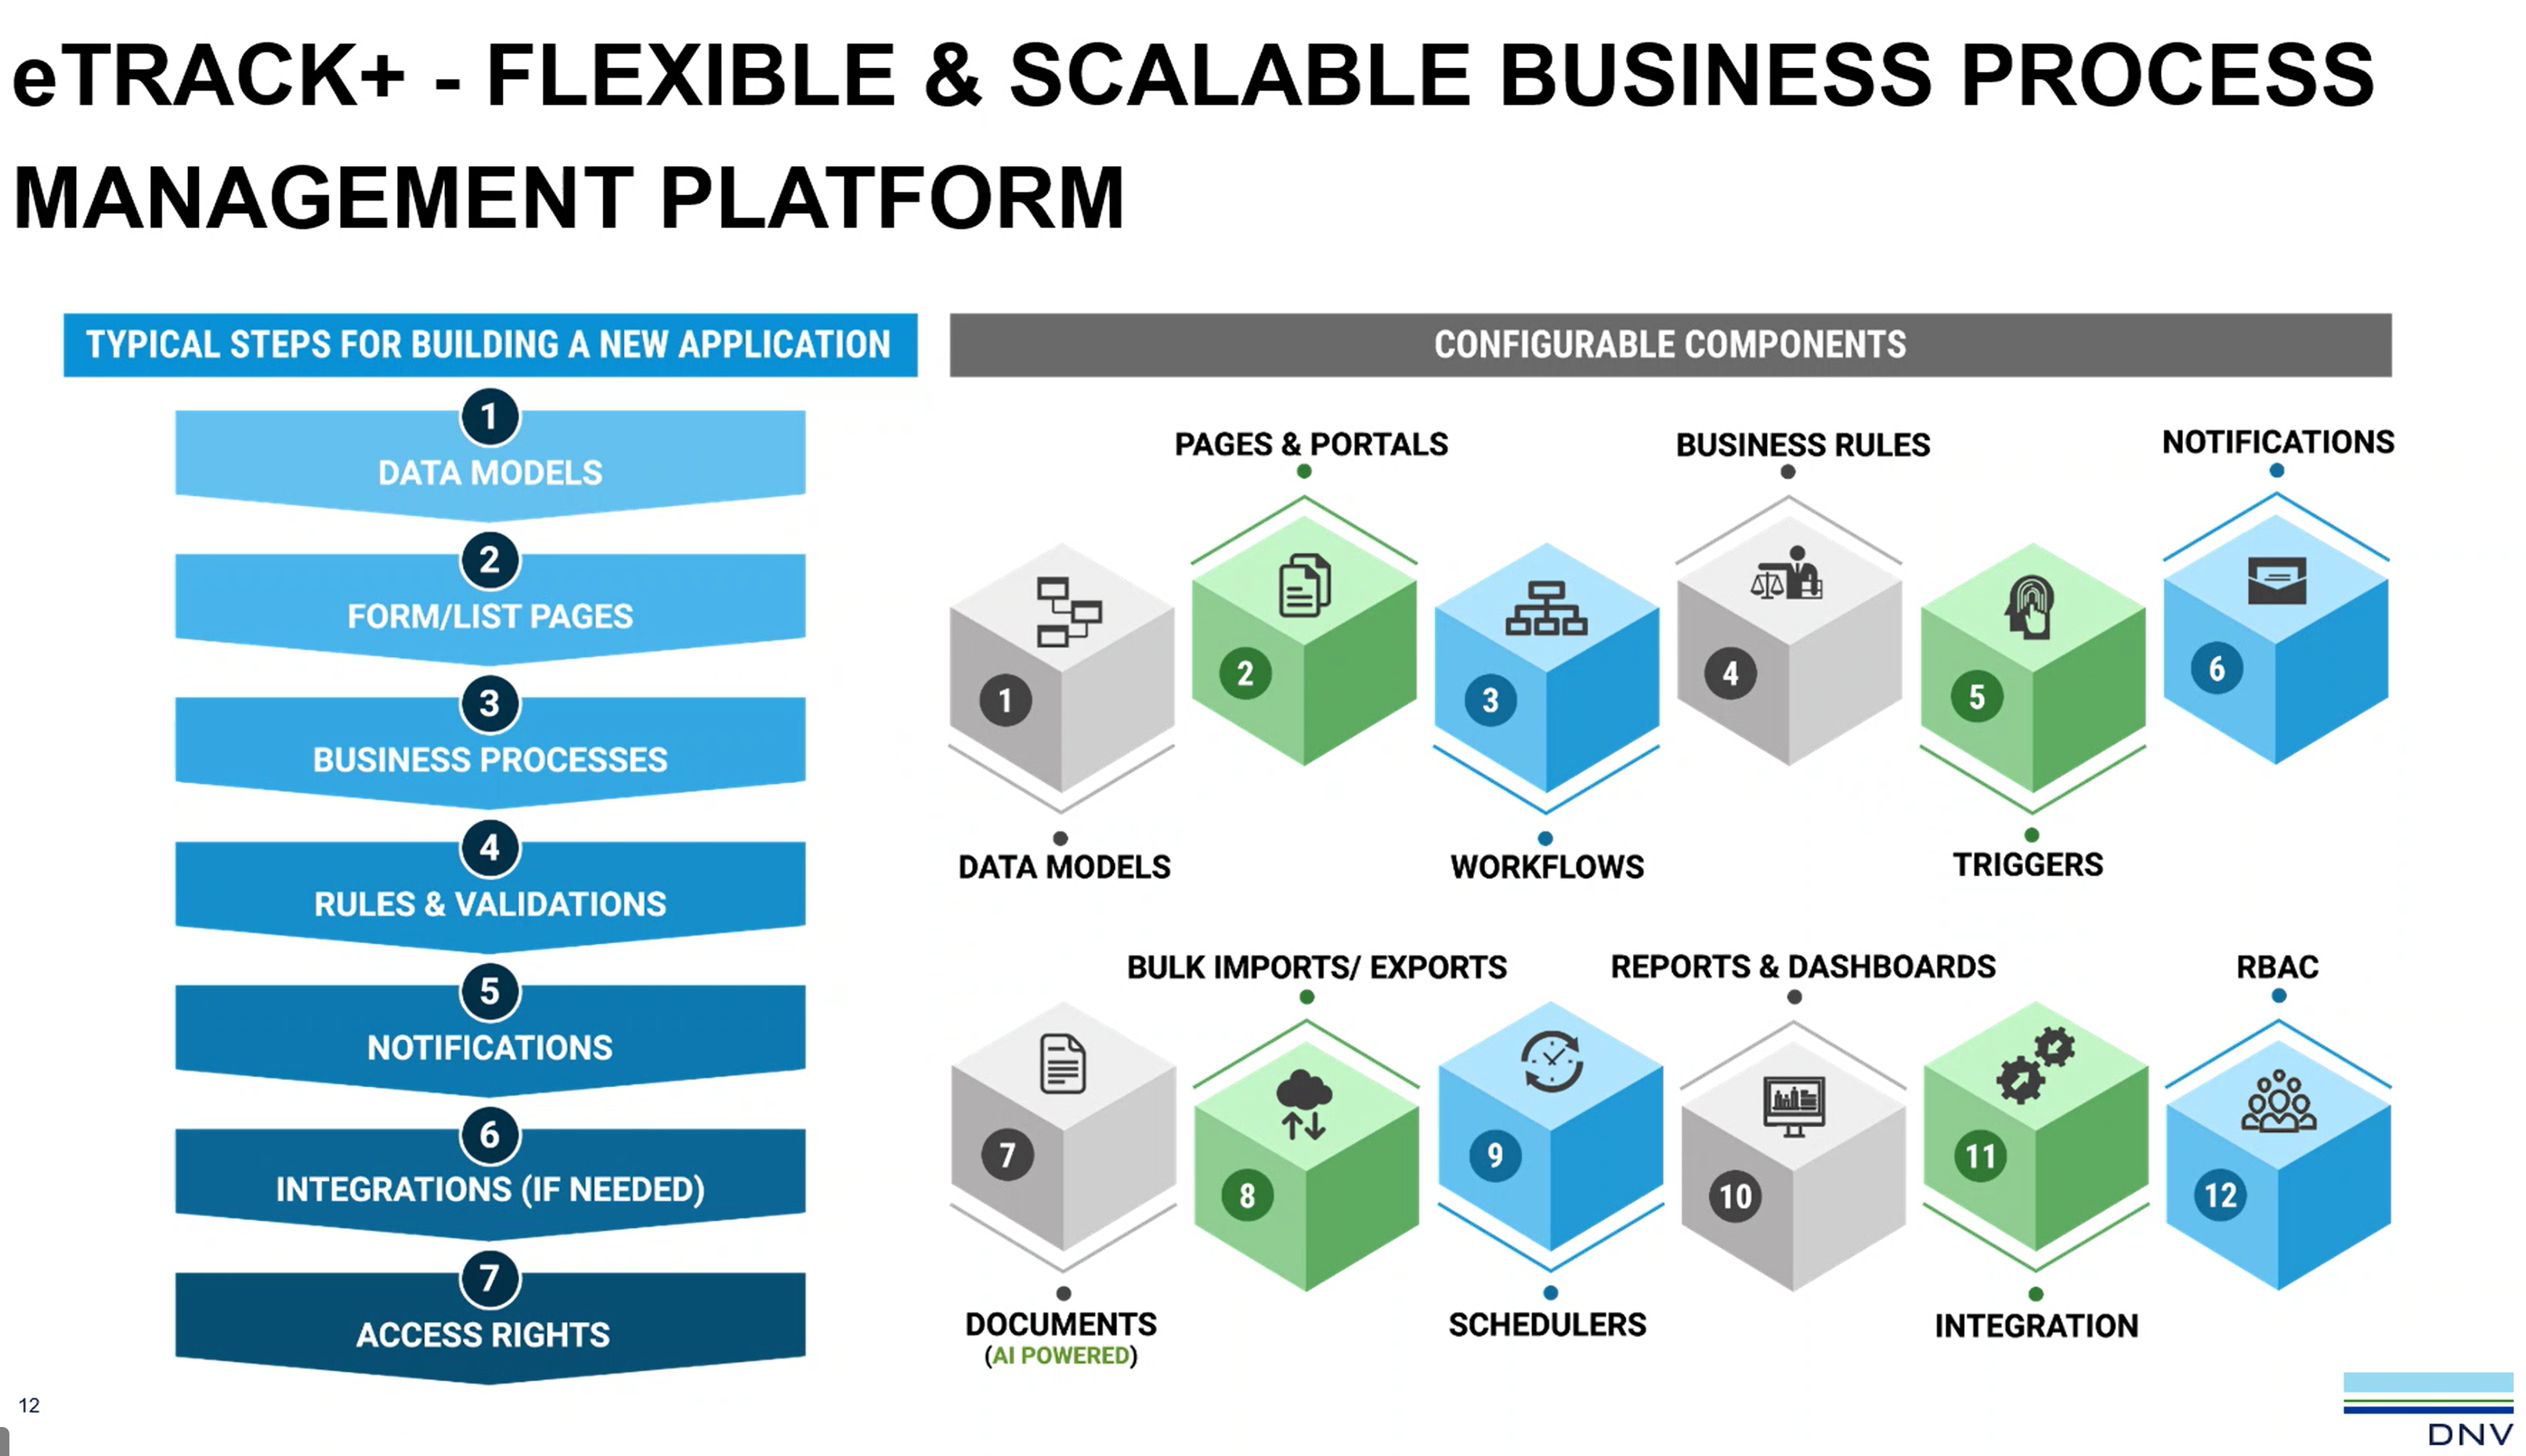 eTRACK+ - FLEXIBLE & SCALABLE BUSINESS PROCESS
MANAGEMENT PLATFORM
TYPICAL STEPS FOR BUILDING A NEW APPLICATION
1
DATA MODELS
2
FORM/LIST PAGES
3
BUSINESS PROCESSES
4
RULES & VALIDATIONS
5
NOTIFICATIONS
6
INTEGRATIONS (IF NEEDED)
7
ACCESS RIGHTS
CONFIGURABLE COMPONENTS
1
DATA MODELS
PAGES & PORTALS
2
3
WORKFLOWS
BUSINESS RULES
4
5
TRIGGERS
NOTIFICATIONS
6
7
DOCUMENTS
(AI POWERED)
BULK IMPORTS/ EXPORTS
8
9
SCHEDULERS
REPORTS & DASHBOARDS
10
11
INTEGRATION
RBAC
12
12
DNV